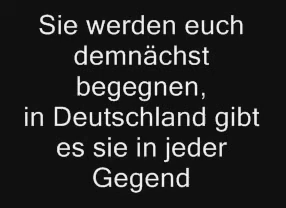 Sie werden euch
demnächst
begegnen,
in Deutschland gibt
es sie in jeder
Gegend